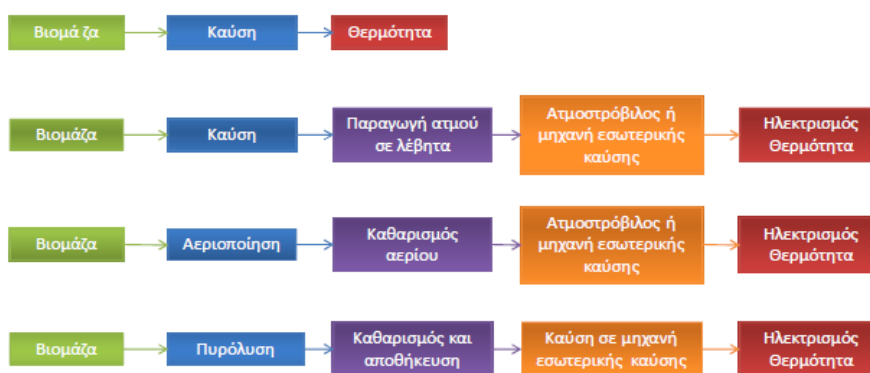 Βιομά ζα
Καύση
Θερμότητα
Βιομάζα
Καύση
Παραγωγή ατμού
σε λέβητα
Ατμοστρόβιλος ή
μηχανή εσωτερικής
καύσης
Ηλεκτρισμός
Θερμότητα
Βιομάζα
Αεριοποίηση
Καθαρισμός
αερίου
Ατμοστρόβιλος ή
μηχανή εσωτερικής
καύσης
Ηλεκτρισμός
Θερμότητα
Βιομάζα
Πυρόλυση
Καθαρισμός και
αποθήκευση
Καύση σε μηχανή
εσωτερικής καύσης
Ηλεκτρισμός
Θερμότητα